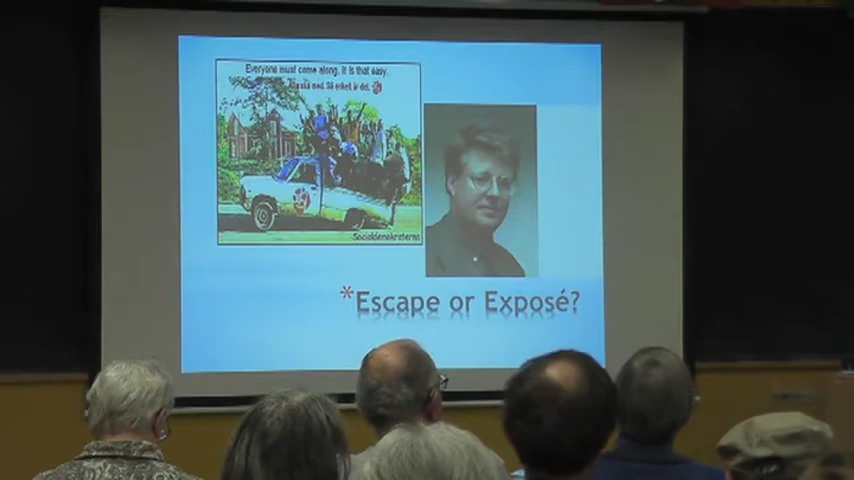 Everyone must come along. It is that easy.
Alla ska med. Så enkelt är det.
Socialdemokraterna
*Escape or Exposé?